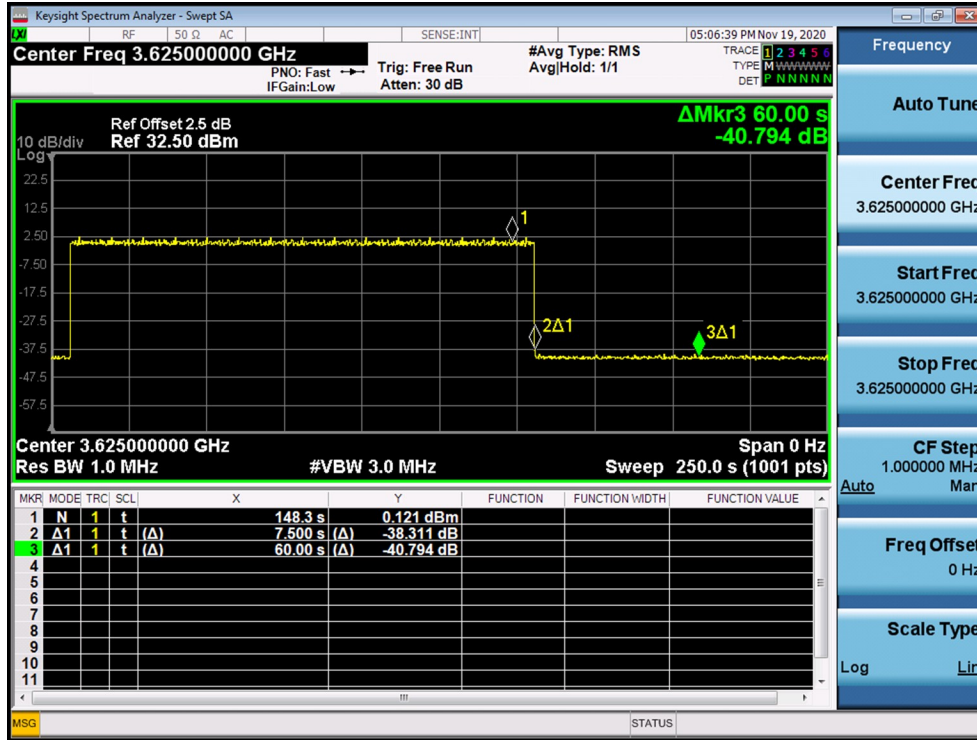 Keysight Spectrum Analyzer - Swept SA
LXI RF 50 Ω AC SENSE:INT 05:06:39 PM Nov 19, 2020
Center Freq 3.625000000 GHz
PNO: Fast
IFGain:Low
Trig: Free Run
Atten: 30 dB
#Avg Type: RMS
Avg|Hold: 1/1
TRACE 1 2 3 4 5 6
TYPE M WWWWW
DET P N N N N N
ΔMkr3 60.00 s
-40.794 dB
10 dB/div
Log
Ref Offset 2.5 dB
Ref 32.50 dBm
22.5
12.5
2.50
-7.50
-17.5
-27.5
-37.5
-47.5
-57.5
1
2Δ1
3Δ1
Center 3.625000000 GHz Span 0 Hz
Res BW 1.0 MHz #VBW 3.0 MHz Sweep 250.0 s (1001 pts)
MKR MODE TRC SCL X Y FUNCTION FUNCTION WIDTH FUNCTION VALUE
1 N 1 t 148.3 s 0.121 dBm
2 Δ1 1 t (Δ) 7.500 s (Δ) -38.311 dB
3 Δ1 1 t (Δ) 60.00 s (Δ) -40.794 dB
4
5
6
7
8
9
10
11
MSG STATUS
Frequency
Auto Tune
Center Freq
3.625000000 GHz
Start Freq
3.625000000 GHz
Stop Freq
3.625000000 GHz
CF Step
1.000000 MHz
Auto Man
Freq Offset
0 Hz
Scale Type
Log Lin